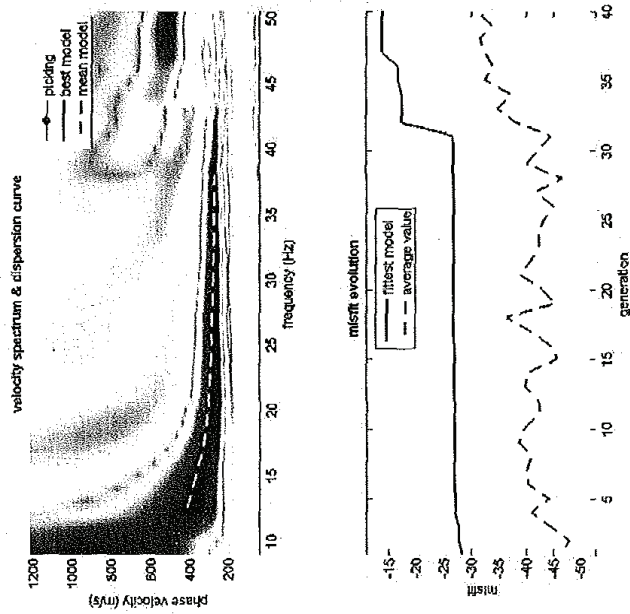 velocity spectrum & dispersion curve
picking
best model
mean model
1200
1000
800
600
400
200
phase velocity (m/s)
10
15
20
25
30
35
40
45
50
frequency (Hz)
misfit evolution
fittest model
average value
-15
-20
-25
-30
-35
-40
-45
-50
misfit
5
10
15
20
25
30
35
40
generation